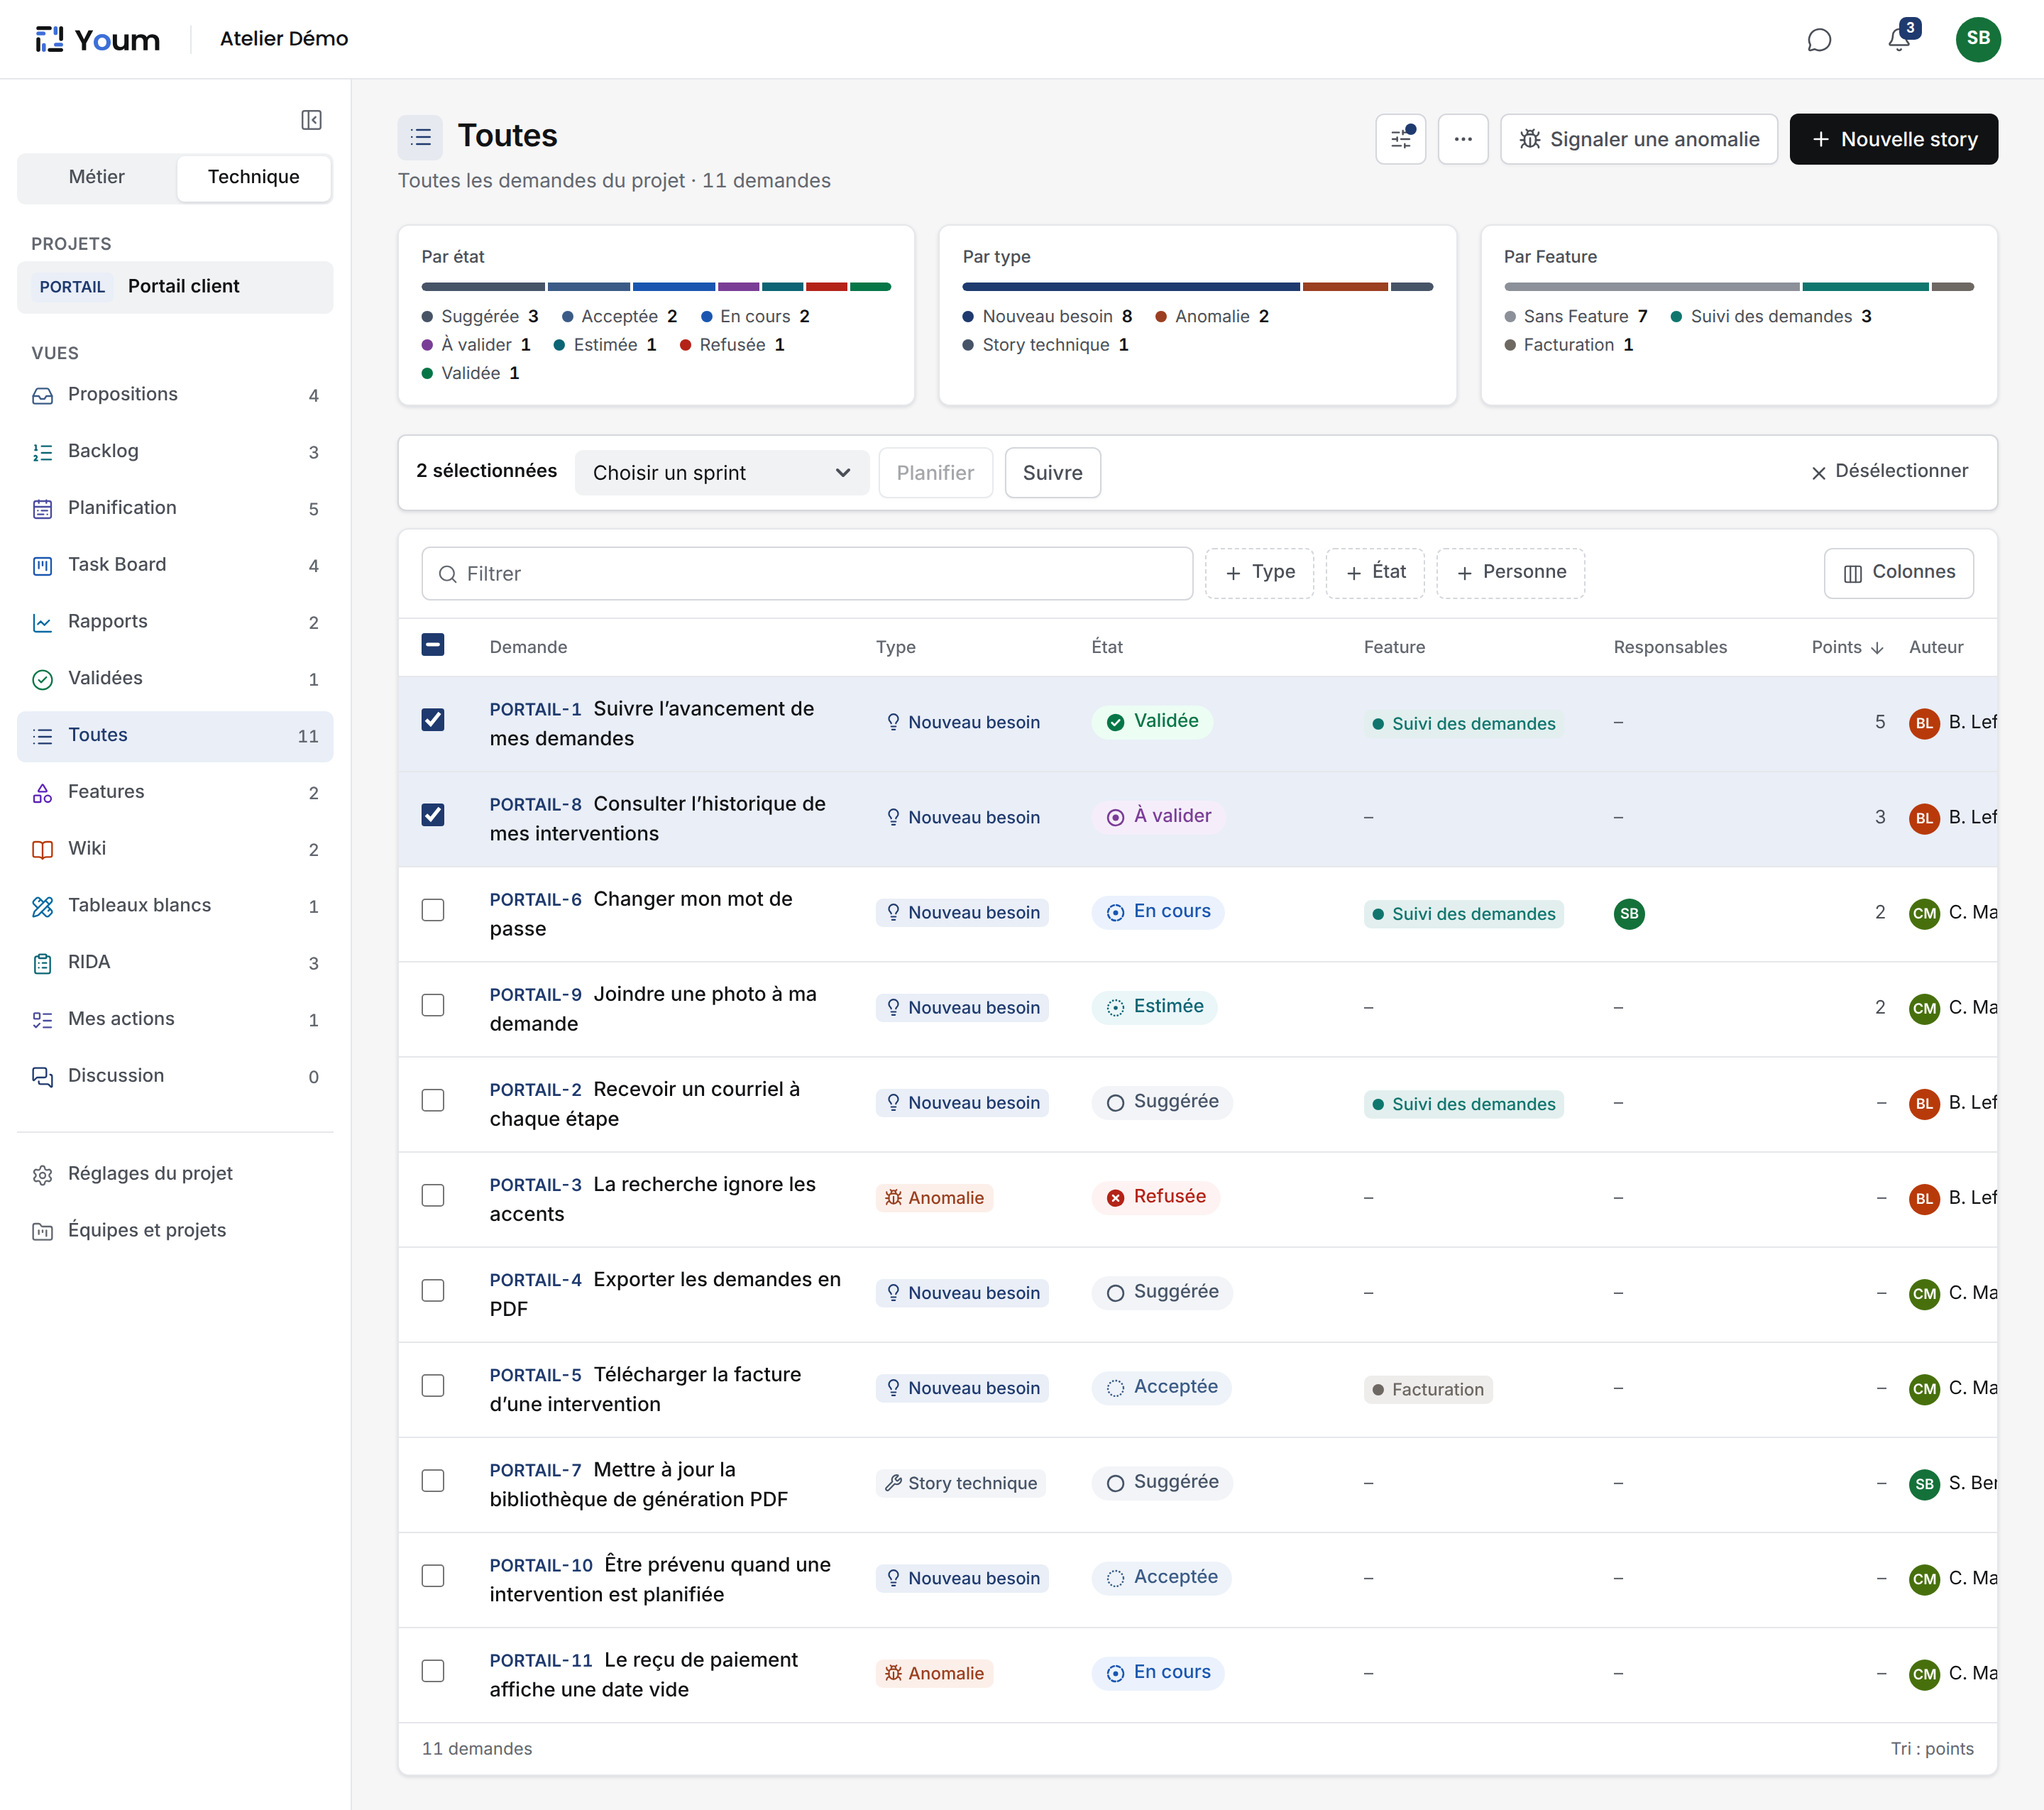 Youm
Atelier Démo
3
SB
Métier
Technique
PROJETS
PORTAIL Portail client
VUES
Propositions 4
Backlog 3
Planification 5
Task Board 4
Rapports 2
Validées 1
Toutes 11
Features 2
Wiki 2
Tableaux blancs 1
RIDA 3
Mes actions 1
Discussion 0
Réglages du projet
Équipes et projets
Toutes
Toutes les demandes du projet · 11 demandes
Signaler une anomalie
+ Nouvelle story
Par état
Suggérée 3 Acceptée 2 En cours 2
À valider 1 Estimée 1 Refusée 1
Validée 1
Par type
Nouveau besoin 8 Anomalie 2
Story technique 1
Par Feature
Sans Feature 7 Suivi des demandes 3
Facturation 1
2 sélectionnées Choisir un sprint Planifier Suivre Désélectionner
Filtrer + Type + État + Personne Colonnes
Demande Type État Feature Responsables Points ↓ Auteur
PORTAIL-1 Suivre l’avancement de
mes demandes
Nouveau besoin Validée Suivi des demandes – 5 BL B. Lef
PORTAIL-8 Consulter l’historique de
mes interventions
Nouveau besoin À valider – – 3 BL B. Lef
PORTAIL-6 Changer mon mot de
passe
Nouveau besoin En cours Suivi des demandes SB 2 CM C. Ma
PORTAIL-9 Joindre une photo à ma
demande
Nouveau besoin Estimée – – 2 CM C. Ma
PORTAIL-2 Recevoir un courriel à
chaque étape
Nouveau besoin Suggérée Suivi des demandes – – BL B. Lef
PORTAIL-3 La recherche ignore les
accents
Anomalie Refusée – – – BL B. Lef
PORTAIL-4 Exporter les demandes en
PDF
Nouveau besoin Suggérée – – – CM C. Ma
PORTAIL-5 Télécharger la facture
d’une intervention
Nouveau besoin Acceptée Facturation – – CM C. Ma
PORTAIL-7 Mettre à jour la
bibliothèque de génération PDF
Story technique Suggérée – – – SB S. Ber
PORTAIL-10 Être prévenu quand une
intervention est planifiée
Nouveau besoin Acceptée – – – CM C. Ma
PORTAIL-11 Le reçu de paiement
affiche une date vide
Anomalie En cours – – – CM C. Ma
11 demandes
Tri : points